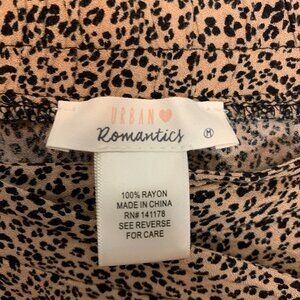 URBAN
Romantics
M
100% RAYON
MADE IN CHINA
RN# 141178
SEE REVERSE
FOR CARE